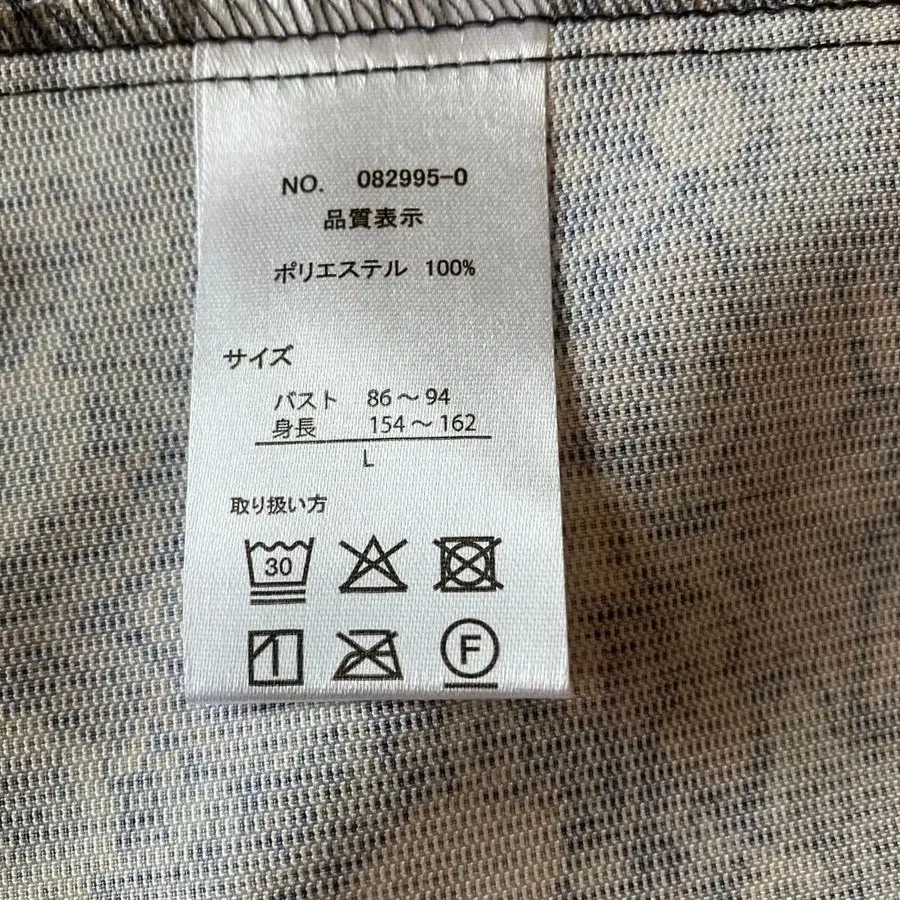 NO. 082995-0
品質表示
ポリエステル 100%
サイズ
バスト 86～94
身長 154～162
L
取り扱い方
30
F